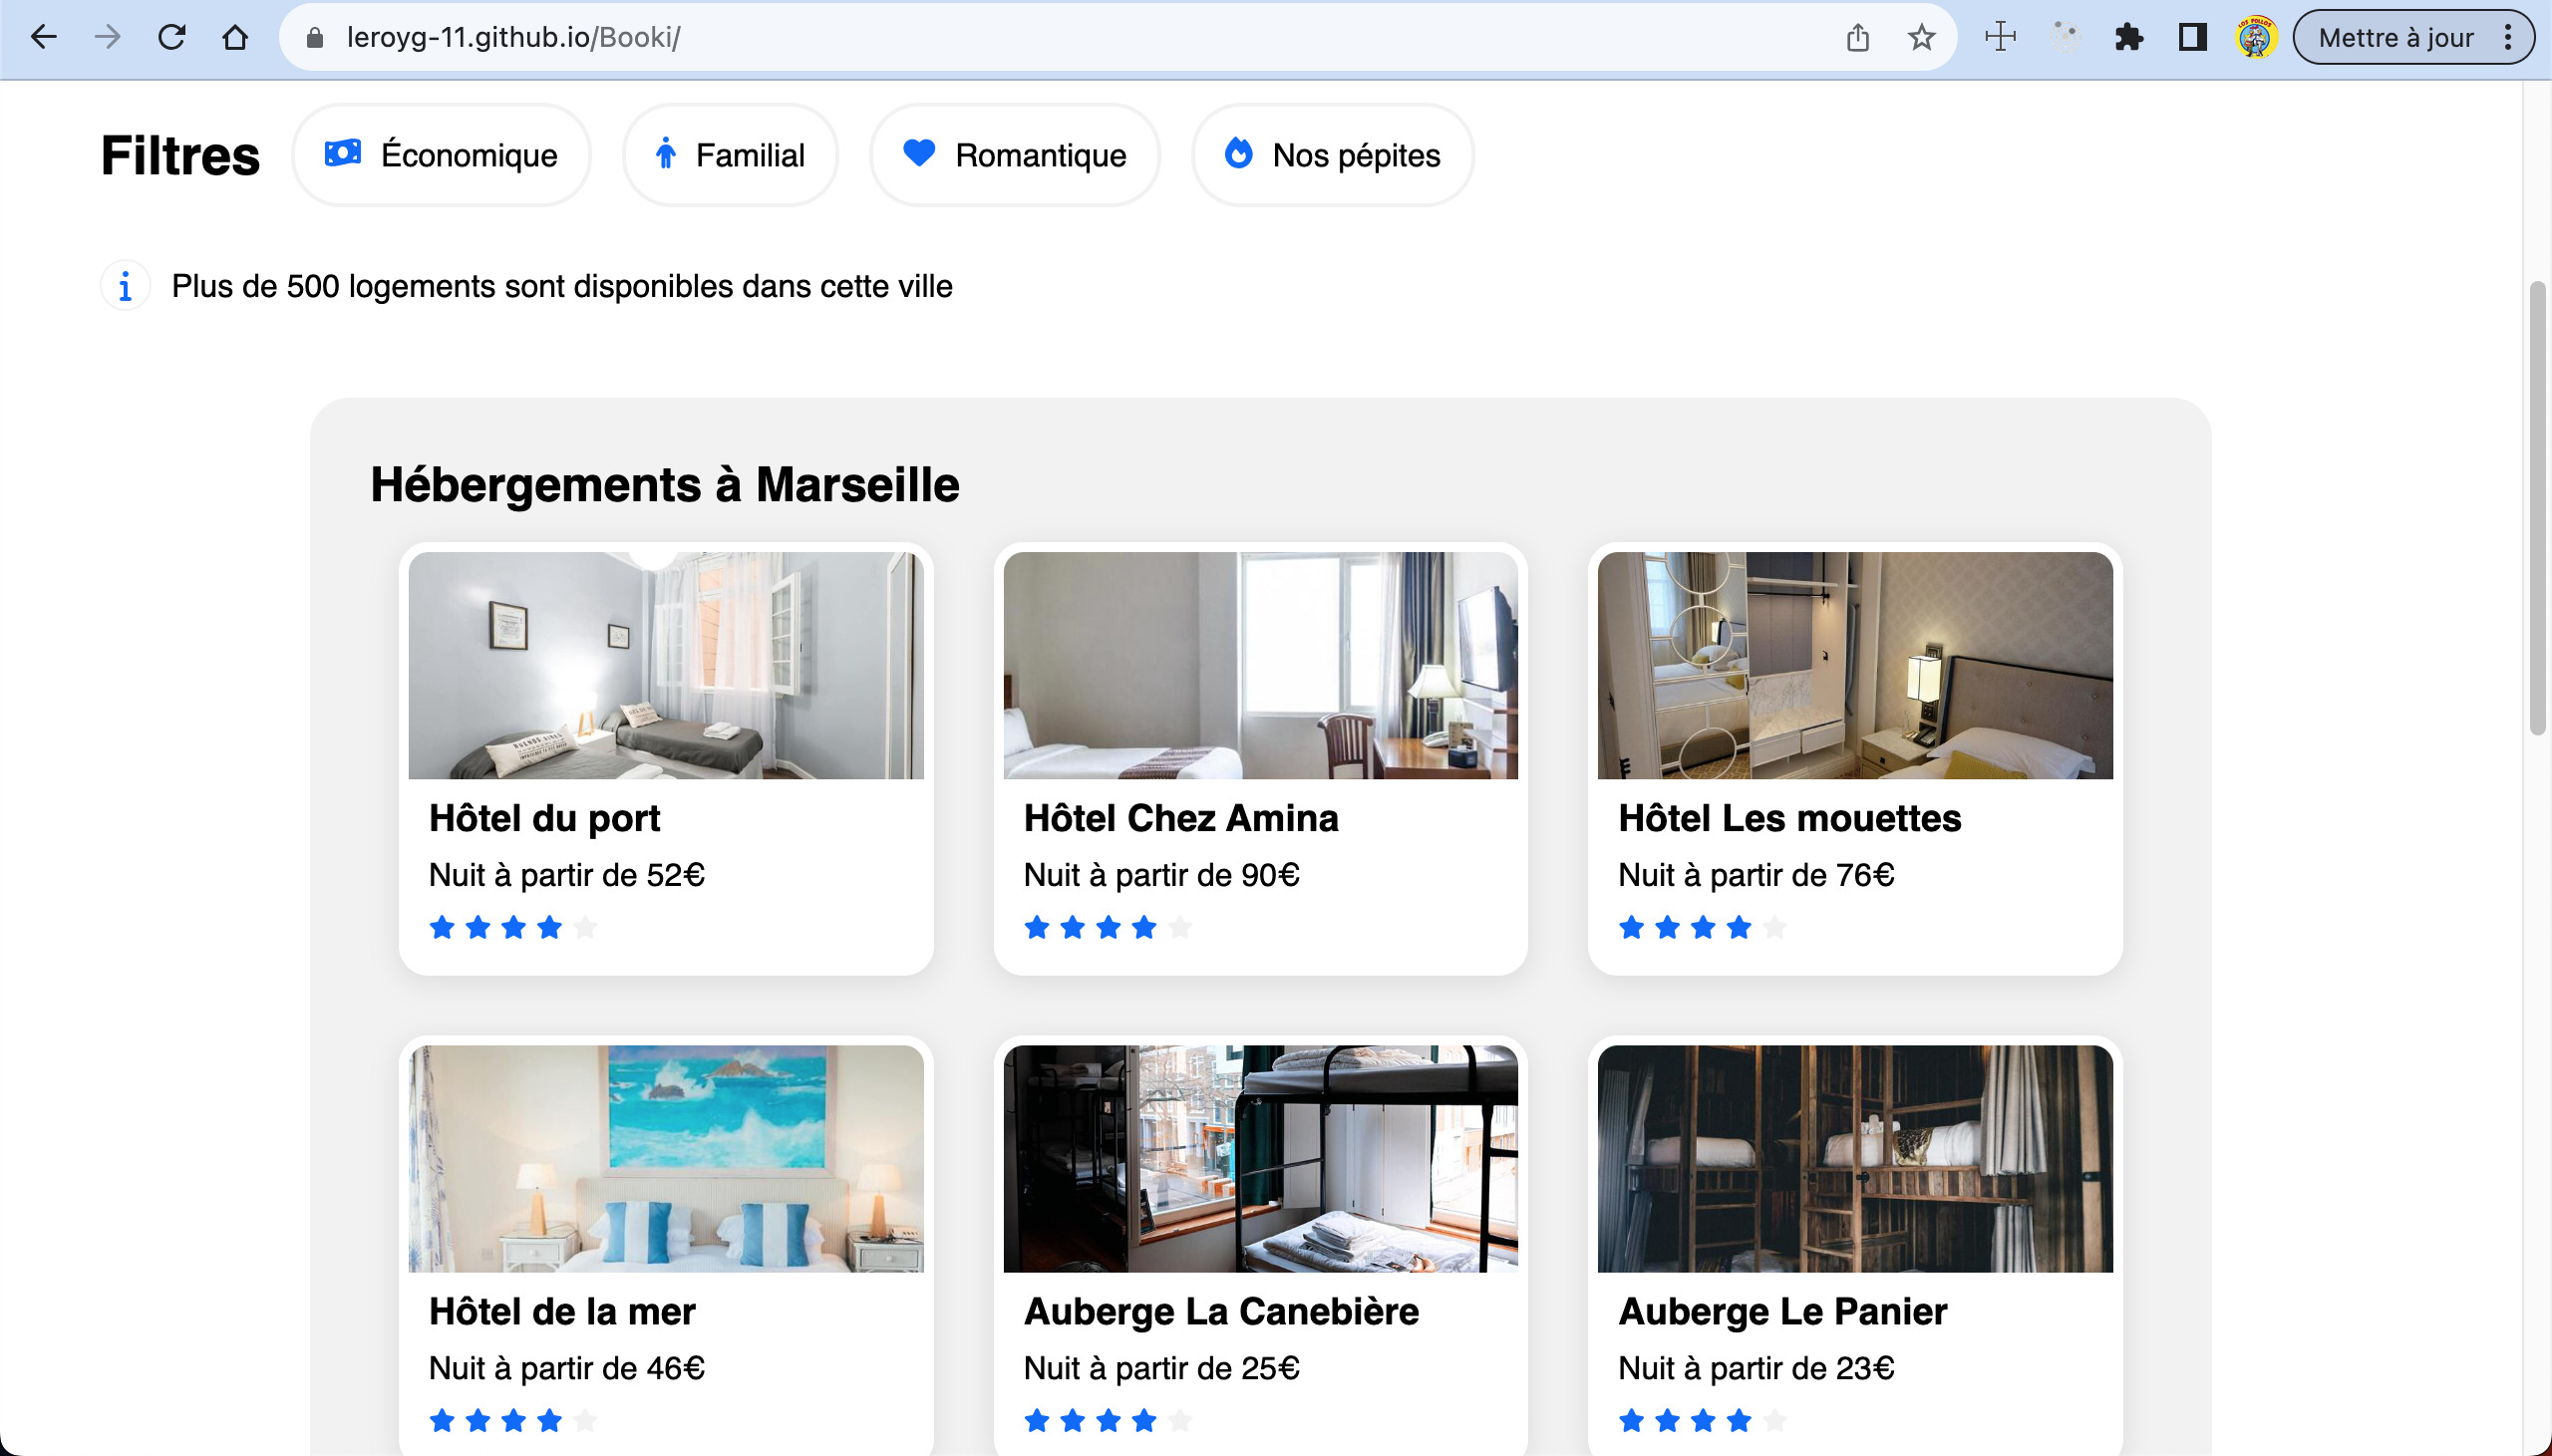 leroyg-11.github.io/Booki/
Mettre à jour
Filtres
Économique
Familial
Romantique
Nos pépites
Plus de 500 logements sont disponibles dans cette ville
Hébergements à Marseille
Hôtel du port
Nuit à partir de 52€
Hôtel Chez Amina
Nuit à partir de 90€
Hôtel Les mouettes
Nuit à partir de 76€
Hôtel de la mer
Nuit à partir de 46€
Auberge La Canebière
Nuit à partir de 25€
Auberge Le Panier
Nuit à partir de 23€